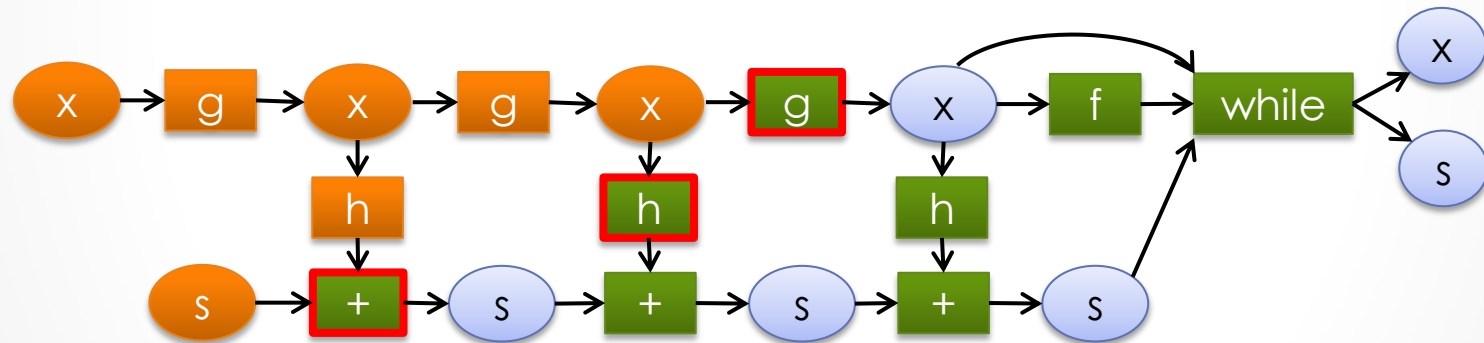 x
x g x g x g x f while
s
h h h
s + s + s + s